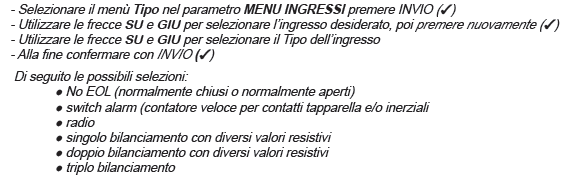 - Selezionare il menù Tipo nel parametro MENU INGRESSI premere INVIO (✓)
- Utilizzare le frecce SU e GIU per selezionare l'ingresso desiderato, poi premere nuovamente (✓)
- Utilizzare le frecce SU e GIU per selezionare il Tipo dell'ingresso
- Alla fine confermare con INVIO (✓)
Di seguito le possibili selezioni:
● No EOL (normalmente chiusi o normalmente aperti)
● switch alarm (contatore veloce per contatti tapparella e/o inerziali
● radio
● singolo bilanciamento con diversi valori resistivi
● doppio bilanciamento con diversi valori resistivi
● triplo bilanciamento